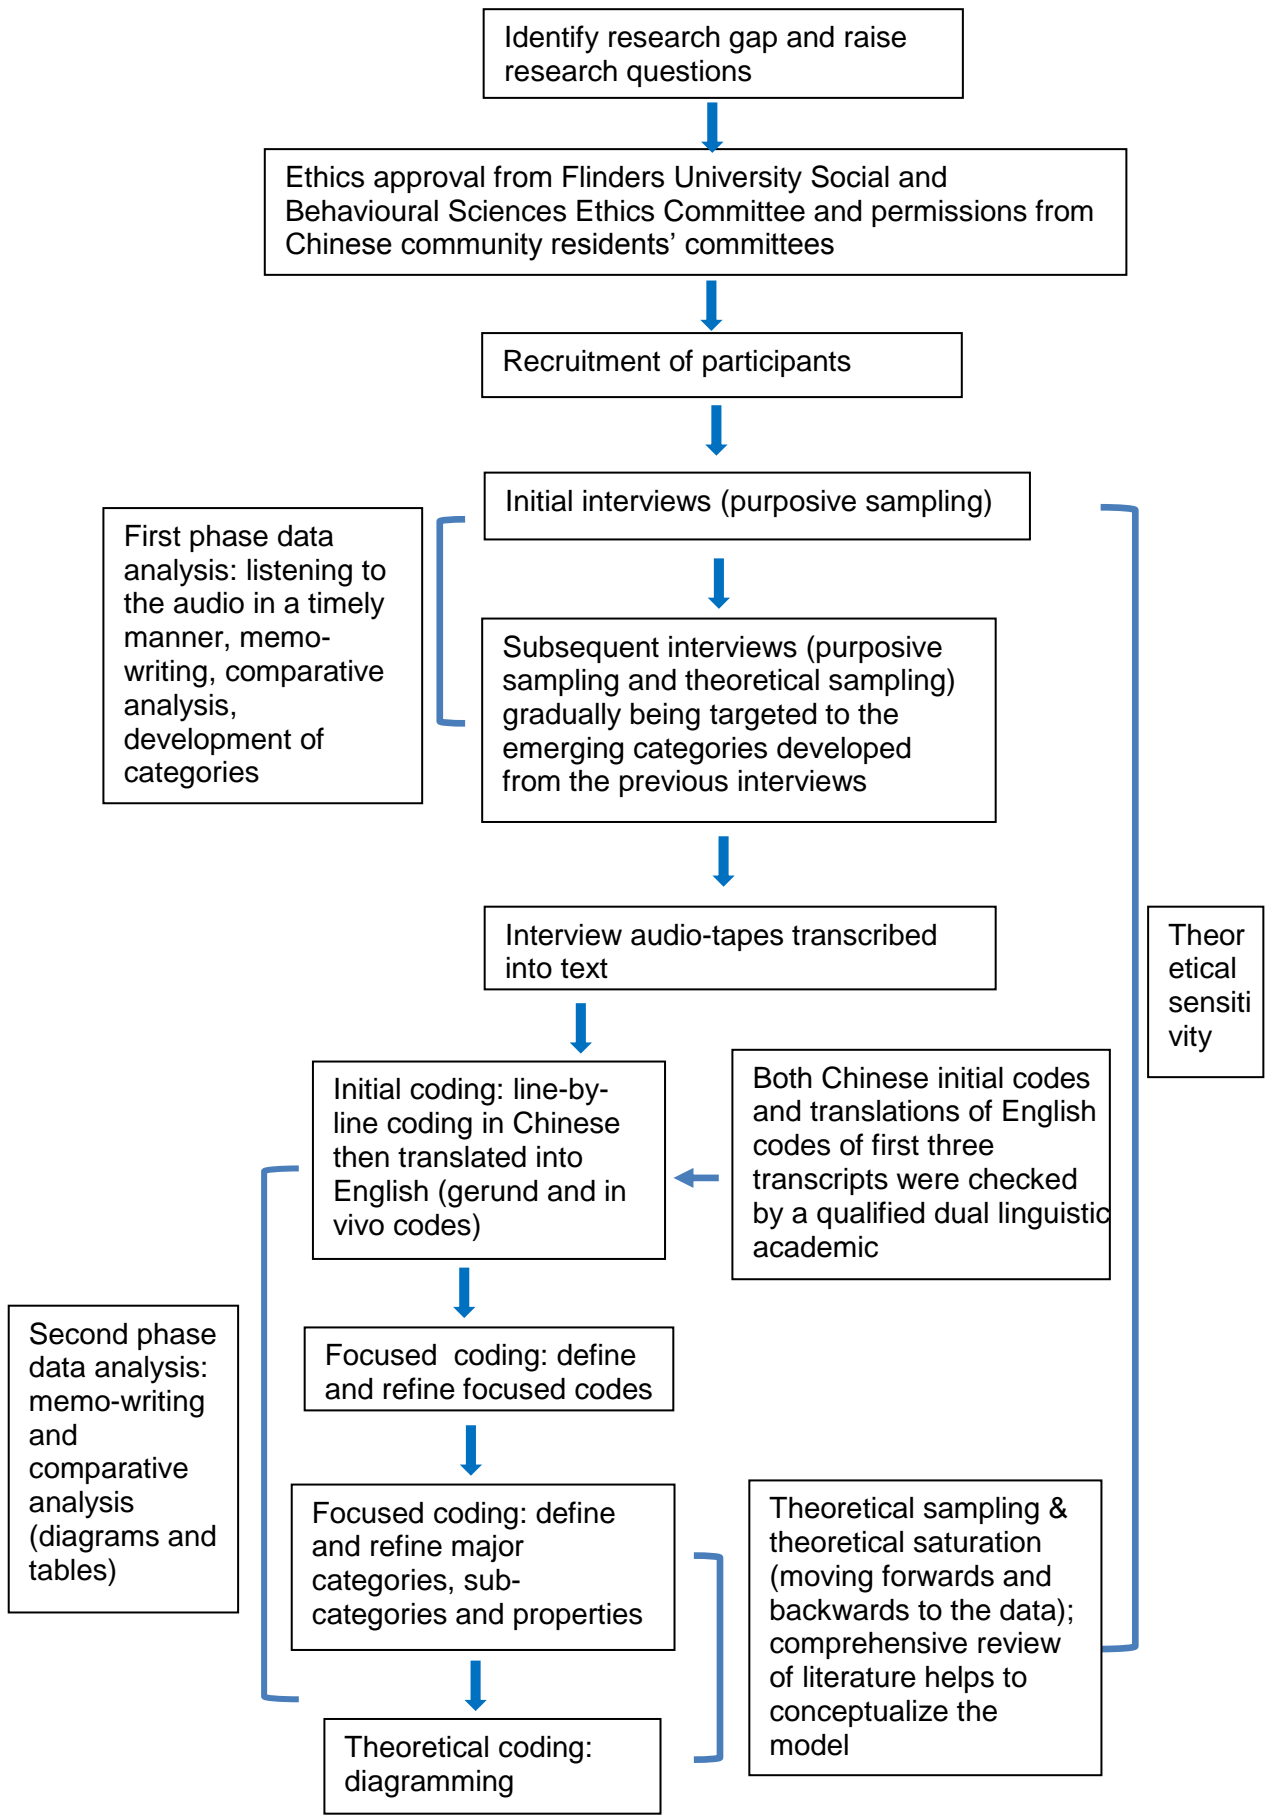 Identify research gap and raise
research questions
Ethics approval from Flinders University Social and
Behavioural Sciences Ethics Committee and permissions from
Chinese community residents’ committees
Recruitment of participants
Initial interviews (purposive sampling)
First phase data
analysis: listening to
the audio in a timely
manner, memo-
writing, comparative
analysis,
development of
categories
Subsequent interviews (purposive
sampling and theoretical sampling)
gradually being targeted to the
emerging categories developed
from the previous interviews
Interview audio-tapes transcribed
into text
Theor
etical
sensiti
vity
Initial coding: line-by-
line coding in Chinese
then translated into
English (gerund and in
vivo codes)
Both Chinese initial codes
and translations of English
codes of first three
transcripts were checked
by a qualified dual linguistic
academic
Second phase
data analysis:
memo-writing
and
comparative
analysis
(diagrams and
tables)
Focused  coding: define
and refine focused codes
Focused coding: define
and refine major
categories, sub-
categories and properties
Theoretical sampling &
theoretical saturation
(moving forwards and
backwards to the data);
comprehensive review
of literature helps to
conceptualize the
model
Theoretical coding:
diagramming